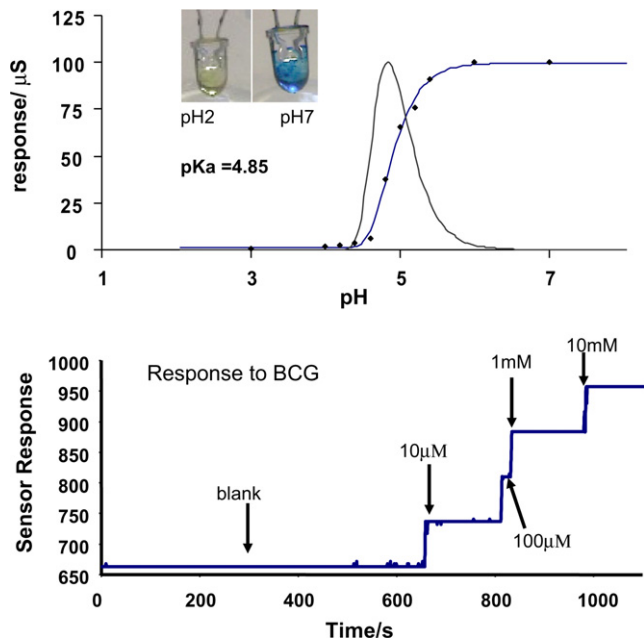 response/ μS
125
100
75
50
25
0
pH2 pH7
pKa =4.85
1 3 5 7
pH
Sensor Response
1000
950
900
850
800
750
700
650
Response to BCG
blank
10μM
1mM
10mM
100μM
0 200 400 600 800 1000
Time/s